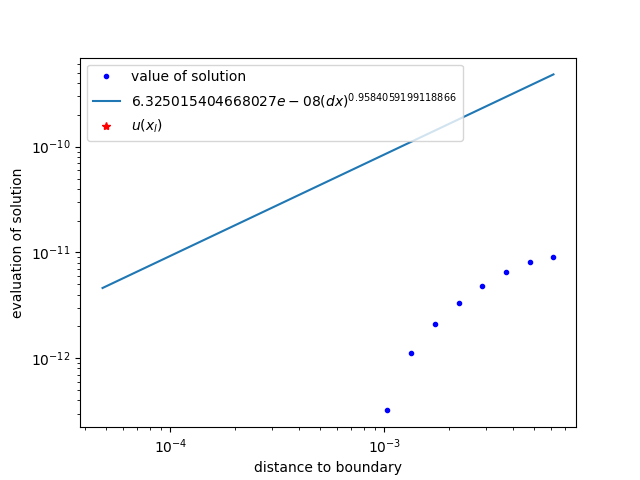 value of solution
6.325015404668027e − 08(dx)^0.9584059199118866
u(x_l)
10^−10
10^−11
10^−12
evaluation of solution
10^−4
10^−3
distance to boundary